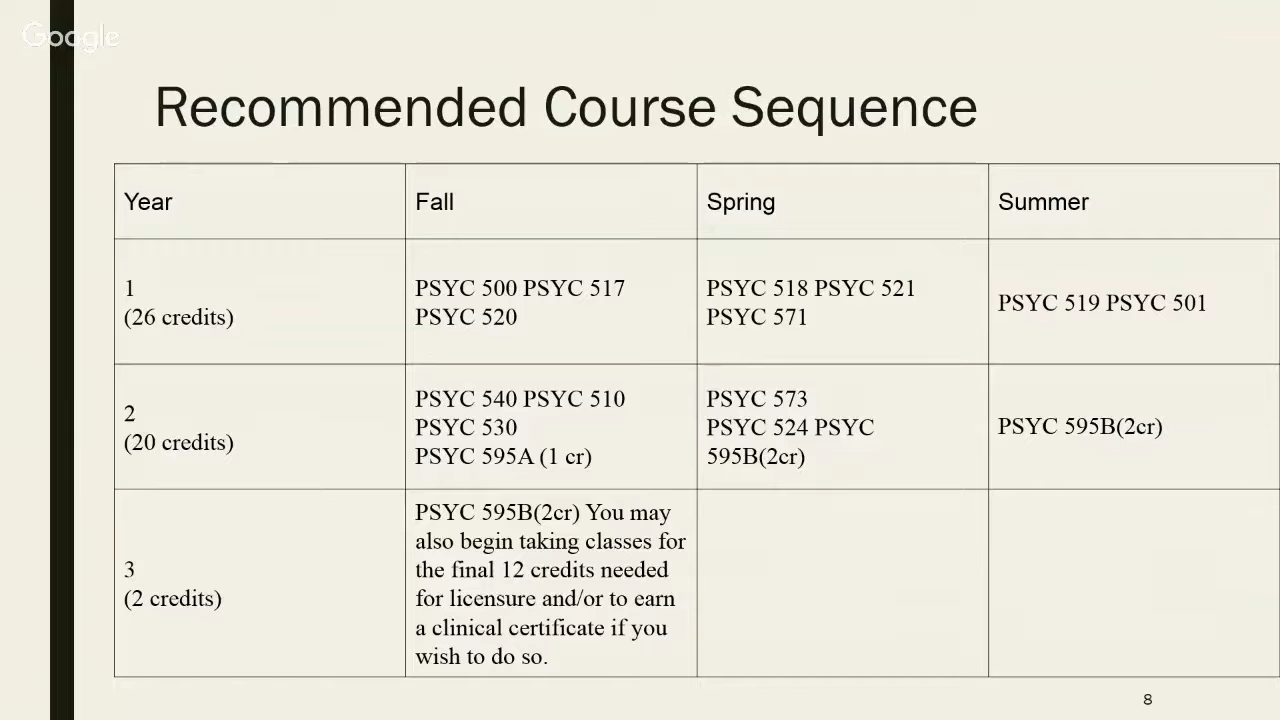 Google
Recommended Course Sequence
Year
Fall
Spring
Summer
1
(26 credits)
PSYC 500 PSYC 517
PSYC 520
PSYC 518 PSYC 521
PSYC 571
PSYC 519 PSYC 501
2
(20 credits)
PSYC 540 PSYC 510
PSYC 530
PSYC 595A (1 cr)
PSYC 573
PSYC 524 PSYC
595B(2cr)
PSYC 595B(2cr)
3
(2 credits)
PSYC 595B(2cr) You may
also begin taking classes for
the final 12 credits needed
for licensure and/or to earn
a clinical certificate if you
wish to do so.
8